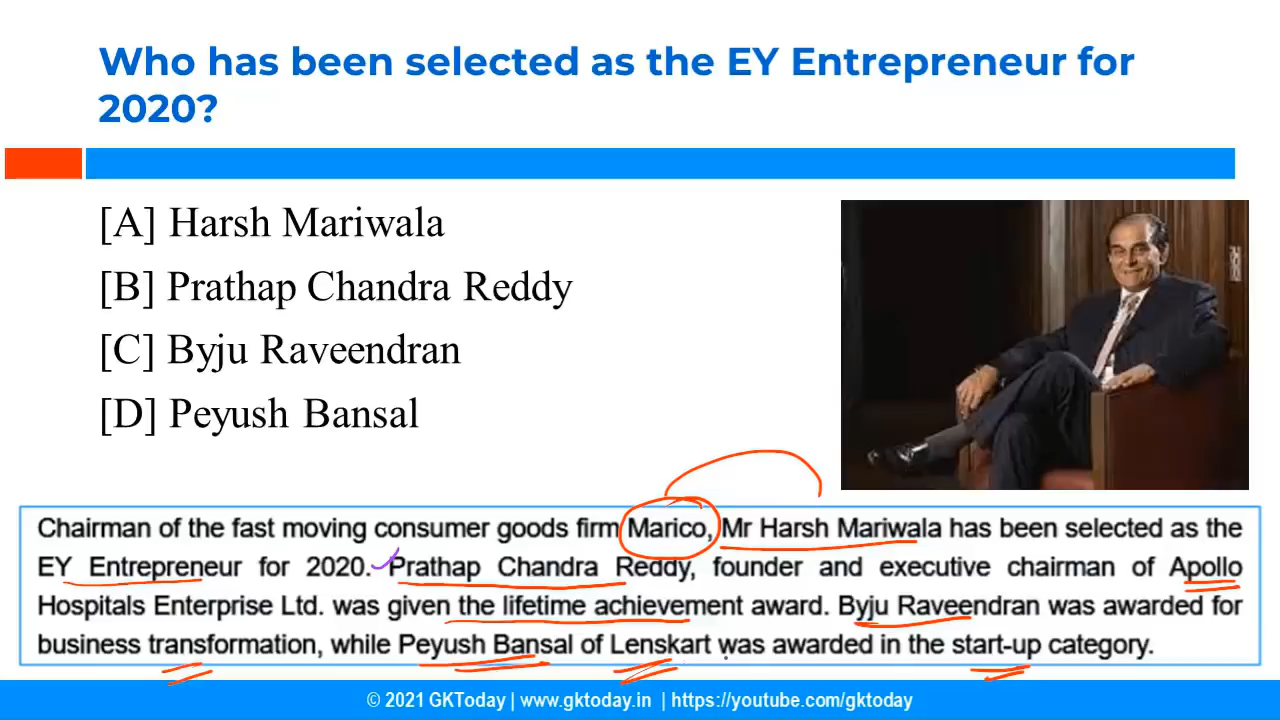 Who has been selected as the EY Entrepreneur for
2020?
[A] Harsh Mariwala
[B] Prathap Chandra Reddy
[C] Byju Raveendran
[D] Peyush Bansal
Chairman of the fast moving consumer goods firm Marico, Mr Harsh Mariwala has been selected as the
EY Entrepreneur for 2020. Prathap Chandra Reddy, founder and executive chairman of Apollo
Hospitals Enterprise Ltd. was given the lifetime achievement award. Byju Raveendran was awarded for
business transformation, while Peyush Bansal of Lenskart was awarded in the start-up category.
© 2021 GKToday | www.gktoday.in | https://youtube.com/gktoday